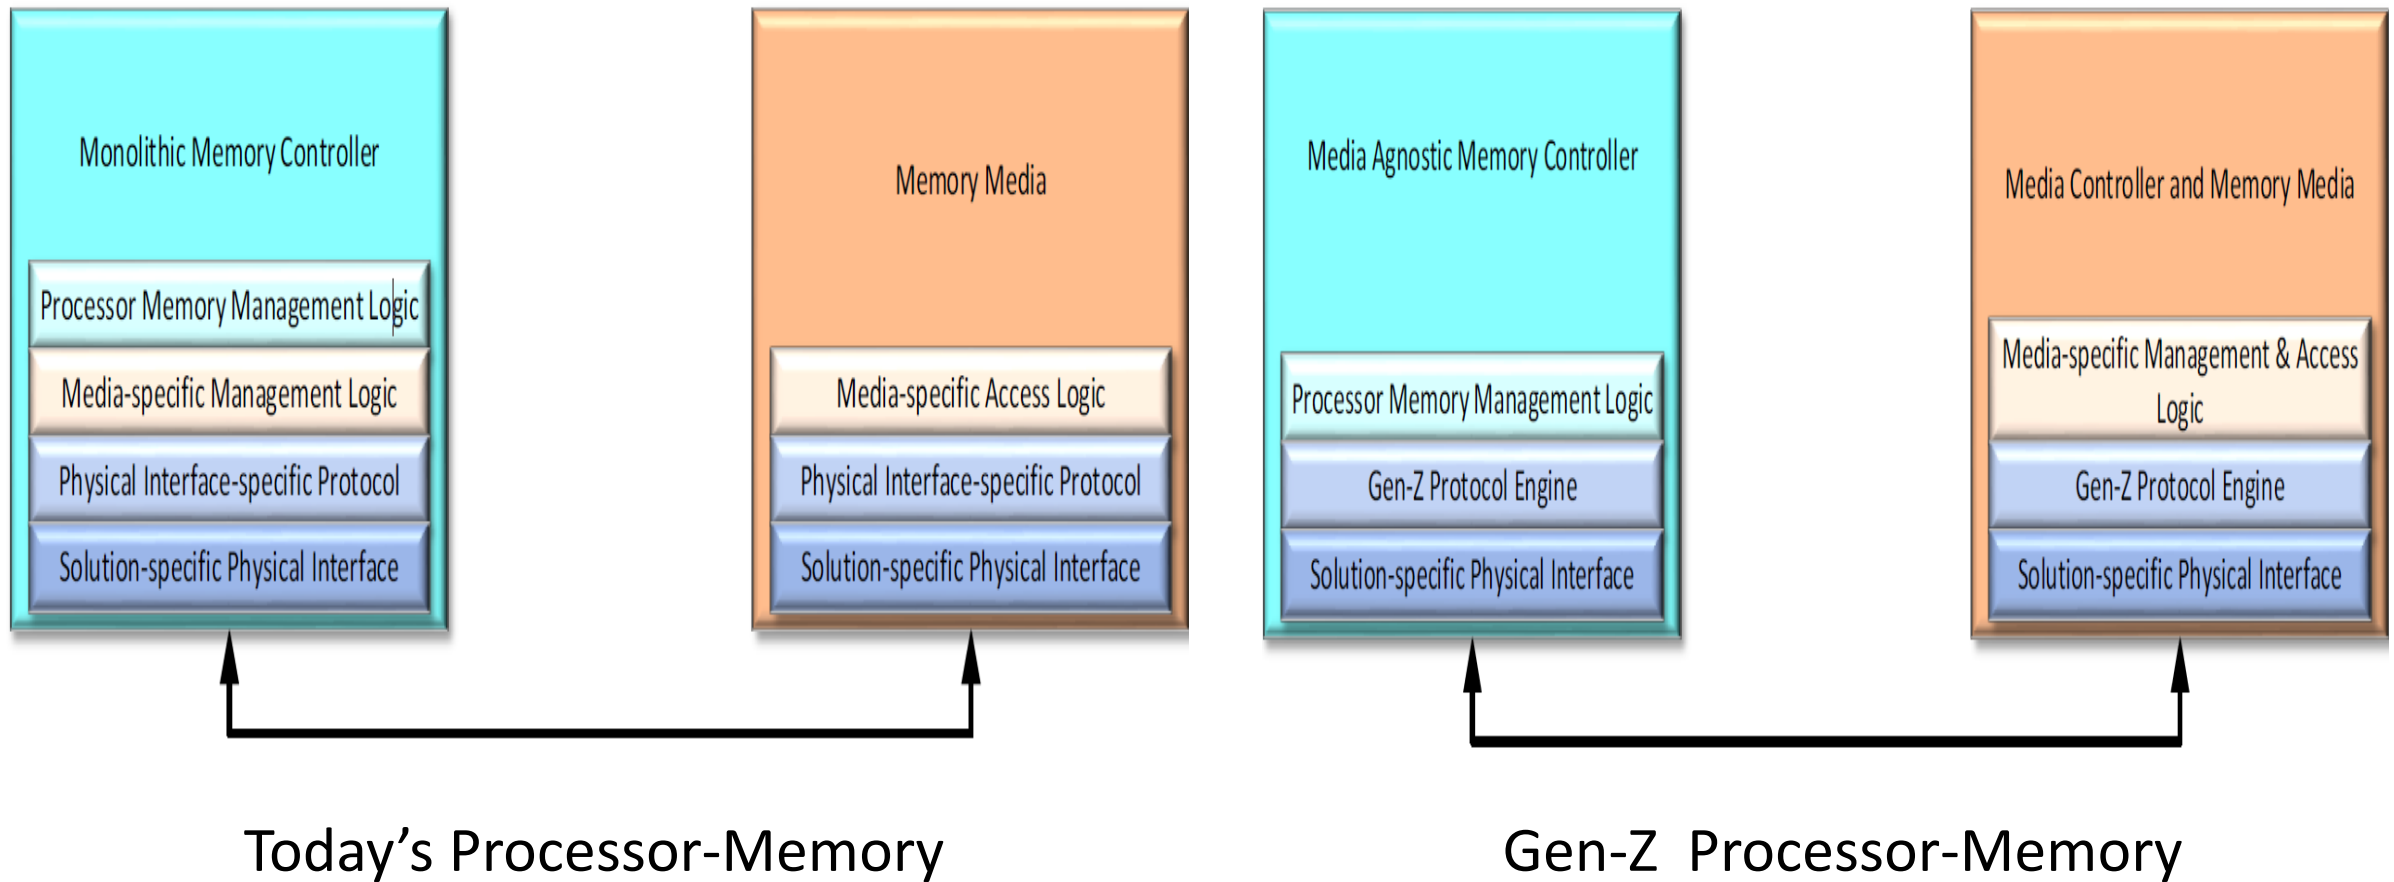 Monolithic Memory Controller
Processor Memory Management Logic
Media-specific Management Logic
Physical Interface-specific Protocol
Solution-specific Physical Interface
Memory Media
Media-specific Access Logic
Physical Interface-specific Protocol
Solution-specific Physical Interface
Today’s Processor-Memory
Media Agnostic Memory Controller
Processor Memory Management Logic
Gen-Z Protocol Engine
Solution-specific Physical Interface
Media Controller and Memory Media
Media-specific Management & Access
Logic
Gen-Z Protocol Engine
Solution-specific Physical Interface
Gen-Z  Processor-Memory